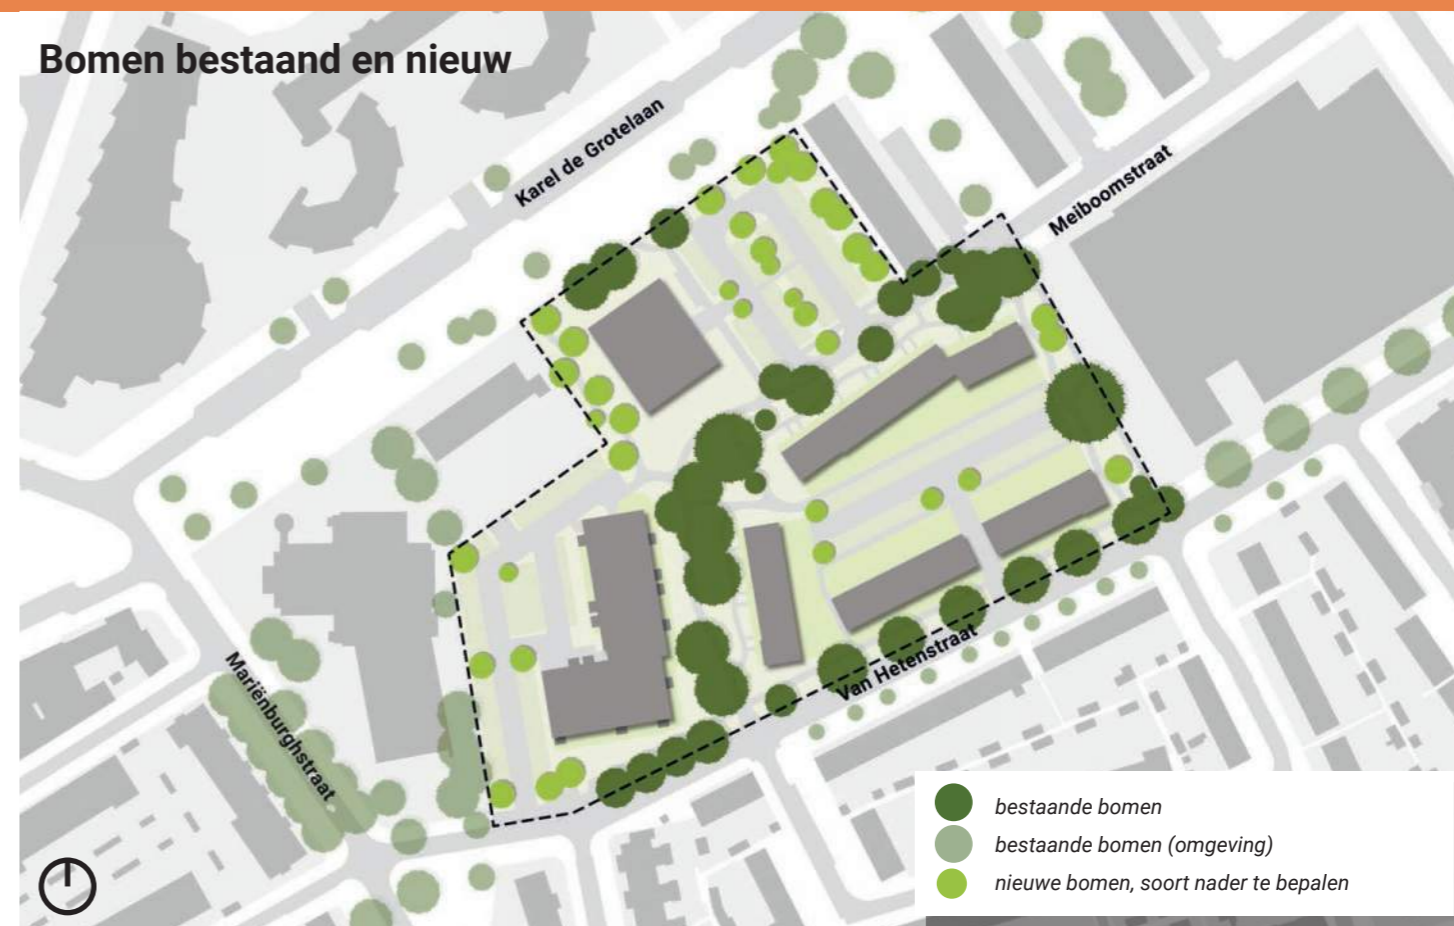 Bomen bestaand en nieuw
Karel de Grotelaan
Meiboomstraat
Mariënburghstraat
Van Hetenstraat
bestaande bomen
bestaande bomen (omgeving)
nieuwe bomen, soort nader te bepalen